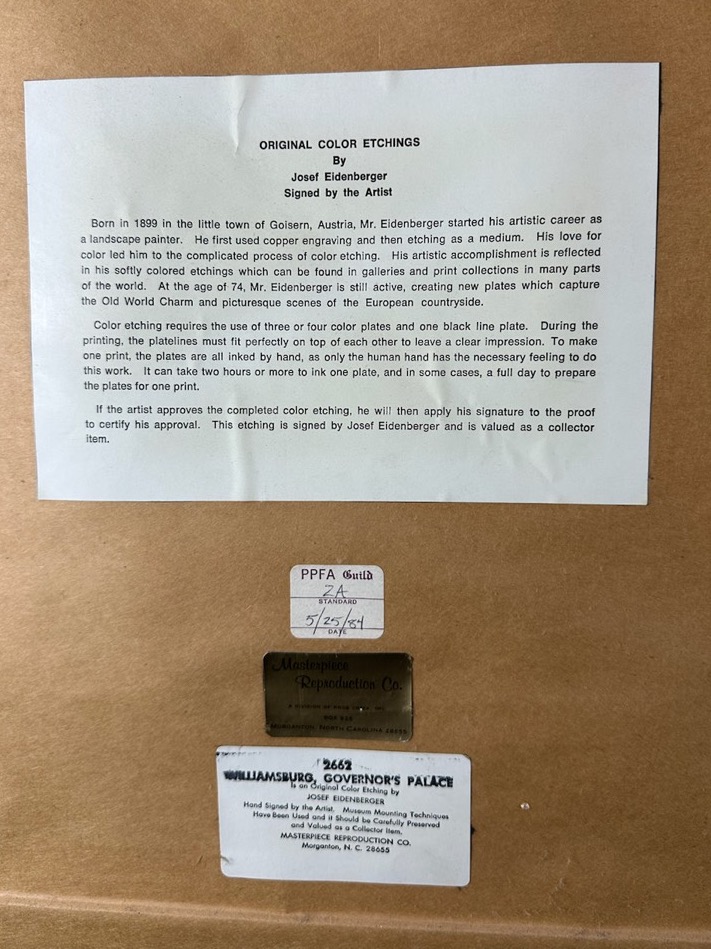 ORIGINAL COLOR ETCHINGS
By
Josef Eidenberger
Signed by the Artist
Born in 1899 in the little town of Goisern, Austria, Mr. Eidenberger started his artistic career as
a landscape painter. He first used copper engraving and then etching as a medium. His love for
color led him to the complicated process of color etching. His artistic accomplishment is reflected
in his softly colored etchings which can be found in galleries and print collections in many parts
of the world. At the age of 74, Mr. Eidenberger is still active, creating new plates which capture
the Old World Charm and picturesque scenes of the European countryside.
Color etching requires the use of three or four color plates and one black line plate. During the
printing, the platelines must fit perfectly on top of each other to leave a clear impression. To make
one print, the plates are all inked by hand, as only the human hand has the necessary feeling to do
this work. It can take two hours or more to ink one plate, and in some cases, a full day to prepare
the plates for one print.
If the artist approves the completed color etching, he will then apply his signature to the proof
to certify his approval. This etching is signed by Josef Eidenberger and is valued as a collector
item.
PPFA Guild
2A
STANDARD
5/25/84
DATE
Masterpiece
Reproduction Co.
A DIVISION OF
BOX
MORGANTON, NORTH CAROLINA 28655
2662
WILLIAMSBURG, GOVERNOR'S PALACE
Is an Original Color Etching by
JOSEF EIDENBERGER
Hand Signed by the Artist. Museum Mounting Techniques
Have Been Used and it Should be Carefully Preserved
and Valued as a Collector Item.
MASTERPIECE REPRODUCTION CO.
Morganton, N. C. 28655